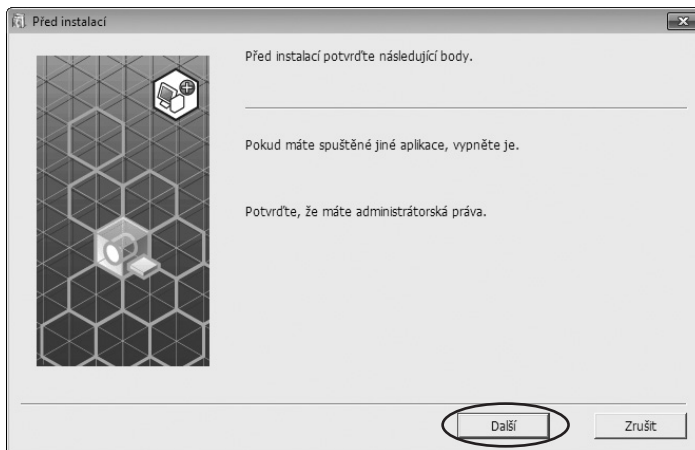 Před instalací
Před instalací potvrďte následující body.
Pokud máte spuštěné jiné aplikace, vypněte je.
Potvrďte, že máte administrátorská práva.
Další
Zrušit